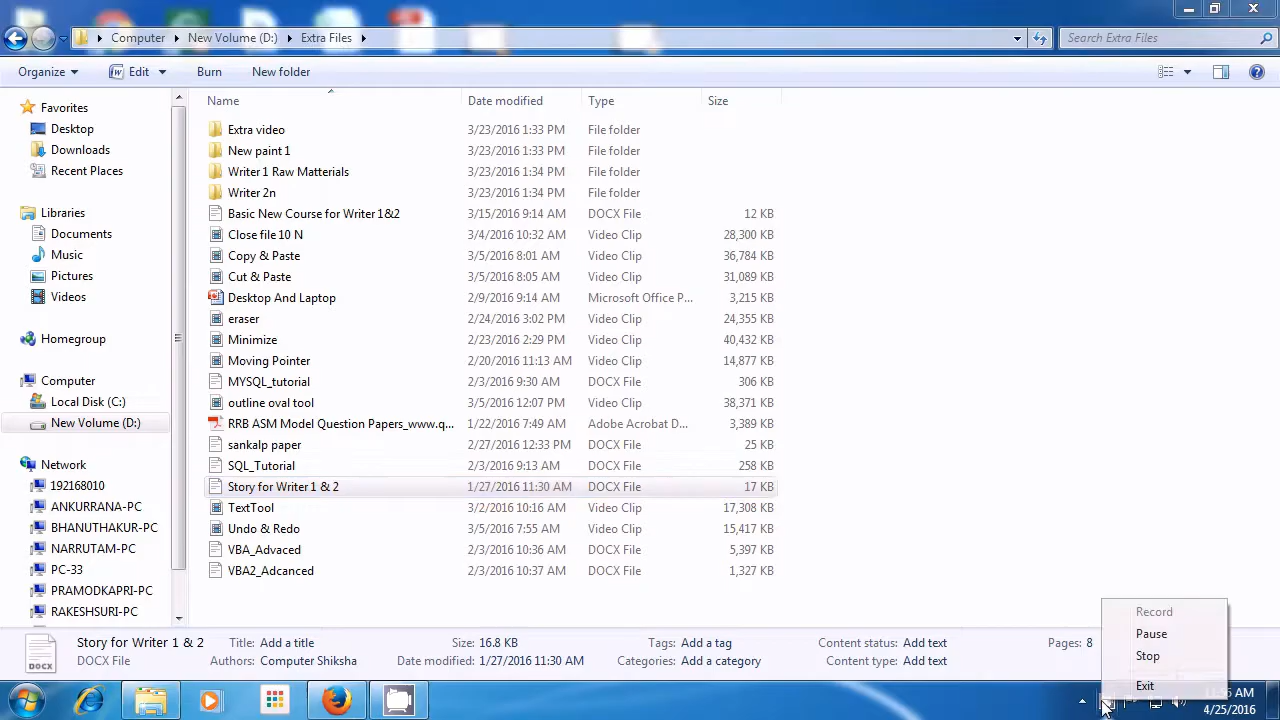 Computer New Volume (D:) Extra Files Search Extra Files
Organize Edit Burn New folder
Name Date modified Type Size
Extra video 3/23/2016 1:33 PM File folder
New paint 1 3/23/2016 1:33 PM File folder
Writer 1 Raw Matterials 3/23/2016 1:34 PM File folder
Writer 2n 3/23/2016 1:34 PM File folder
Basic New Course for Writer 1&2 3/15/2016 9:14 AM DOCX File 12 KB
Close file 10 N 3/4/2016 10:32 AM Video Clip 28,300 KB
Copy & Paste 3/5/2016 8:01 AM Video Clip 36,784 KB
Cut & Paste 3/5/2016 8:05 AM Video Clip 31,089 KB
Desktop And Laptop 2/9/2016 9:14 AM Microsoft Office P... 3,215 KB
eraser 2/24/2016 3:02 PM Video Clip 24,355 KB
Minimize 2/23/2016 2:29 PM Video Clip 40,432 KB
Moving Pointer 2/20/2016 11:13 AM Video Clip 14,877 KB
MYSQL_tutorial 2/3/2016 9:30 AM DOCX File 306 KB
outline oval tool 3/5/2016 12:07 PM Video Clip 38,371 KB
RRB ASM Model Question Papers_www.q... 1/22/2016 7:49 AM Adobe Acrobat D... 3,389 KB
sankalp paper 2/27/2016 12:33 PM DOCX File 25 KB
SQL_Tutorial 2/3/2016 9:13 AM DOCX File 258 KB
Story for Writer 1 & 2 1/27/2016 11:30 AM DOCX File 17 KB
TextTool 3/2/2016 10:16 AM Video Clip 17,308 KB
Undo & Redo 3/5/2016 7:55 AM Video Clip 15,417 KB
VBA_Advaced 2/3/2016 10:36 AM DOCX File 5,397 KB
VBA2_Adcanced 2/3/2016 10:37 AM DOCX File 1,327 KB
Favorites
Desktop
Downloads
Recent Places
Libraries
Documents
Music
Pictures
Videos
Homegroup
Computer
Local Disk (C:)
New Volume (D:)
Network
192168010
ANKURRANA-PC
BHANUTHAKUR-PC
NARRUTAM-PC
PC-33
PRAMODKAPRI-PC
RAKESHSURI-PC
Story for Writer 1 & 2 Title: Add a title Size: 16.8 KB Tags: Add a tag Content status: Add text Pages: 8
DOCX File Authors: Computer Shiksha Date modified: 1/27/2016 11:30 AM Categories: Add a category Content type: Add text
Record
Pause
Stop
Exit
AM
4/25/2016